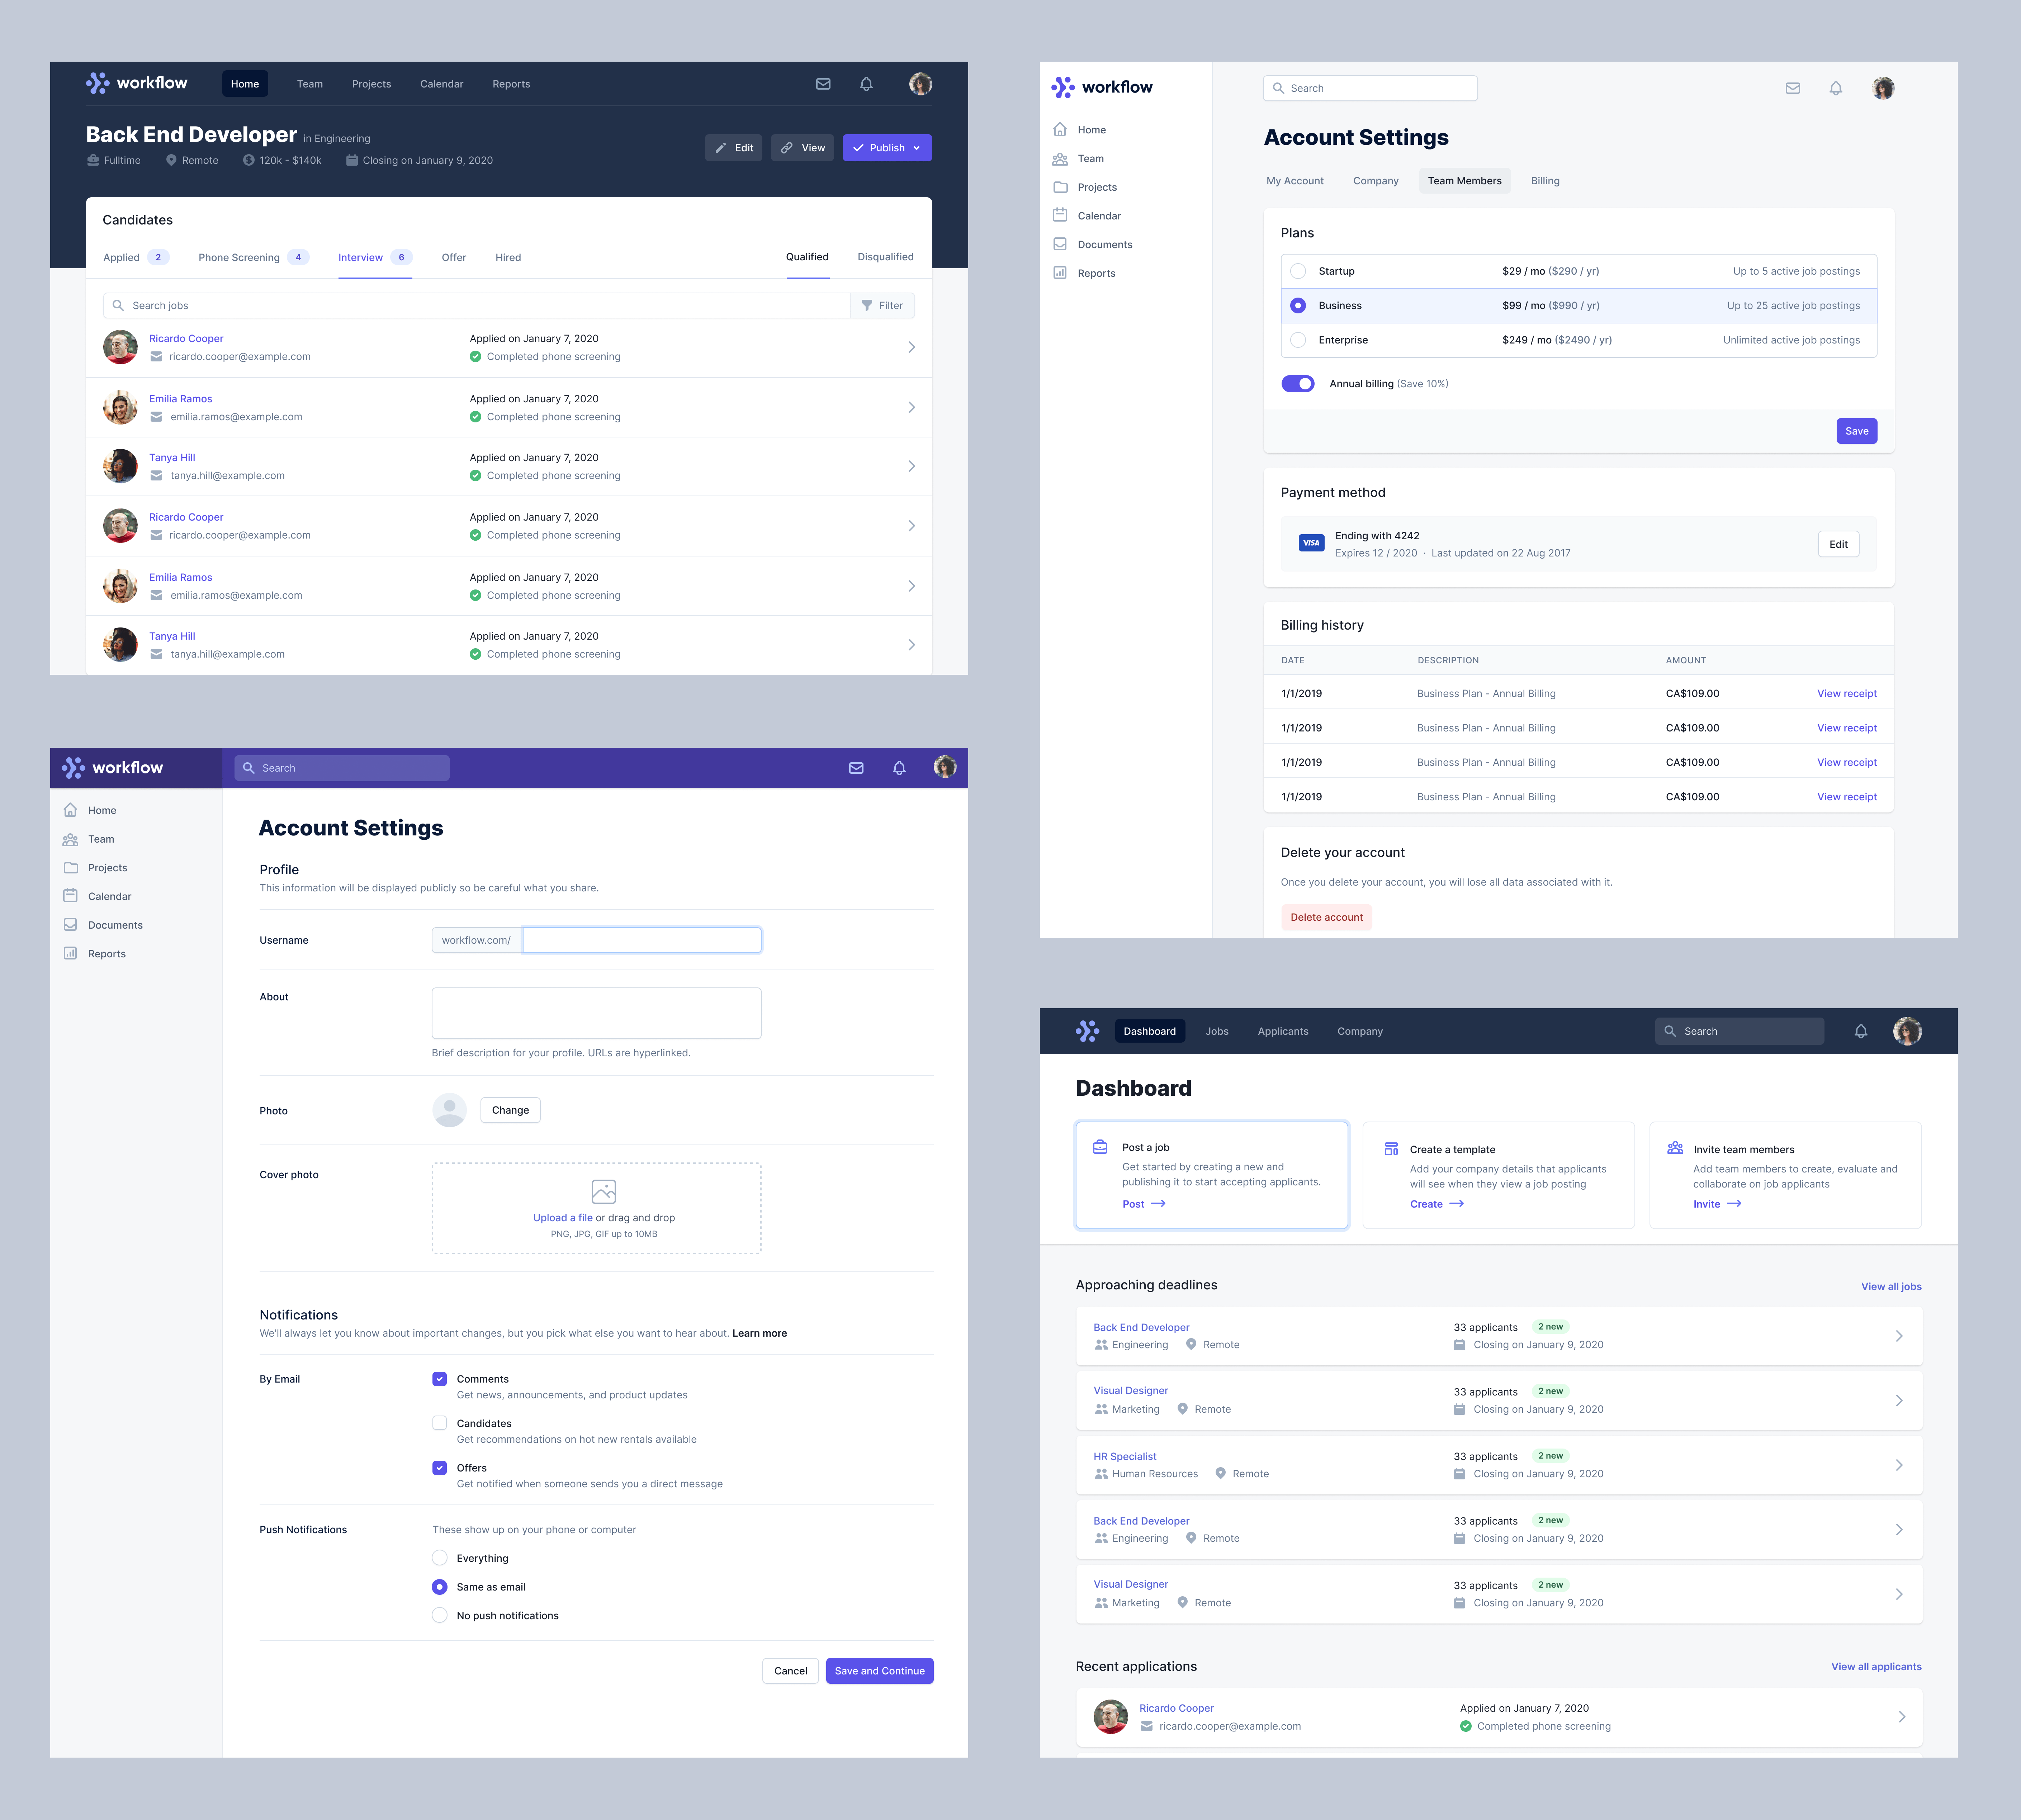 workflow
Home Team Projects Calendar Reports
Back End Developer in Engineering
Fulltime Remote 120k - $140k Closing on January 9, 2020
Edit View Publish
Candidates
Applied 2 Phone Screening 4 Interview 6 Offer Hired Qualified Disqualified
Search jobs Filter
Ricardo Cooper Applied on January 7, 2020
ricardo.cooper@example.com Completed phone screening
Emilia Ramos Applied on January 7, 2020
emilia.ramos@example.com Completed phone screening
Tanya Hill Applied on January 7, 2020
tanya.hill@example.com Completed phone screening
Ricardo Cooper Applied on January 7, 2020
ricardo.cooper@example.com Completed phone screening
Emilia Ramos Applied on January 7, 2020
emilia.ramos@example.com Completed phone screening
Tanya Hill Applied on January 7, 2020
tanya.hill@example.com Completed phone screening
workflow
Search
Home
Team
Projects
Calendar
Documents
Reports
Account Settings
My Account Company Team Members Billing
Plans
Startup $29 / mo ($290 / yr) Up to 5 active job postings
Business $99 / mo ($990 / yr) Up to 25 active job postings
Enterprise $249 / mo ($2490 / yr) Unlimited active job postings
Annual billing (Save 10%)
Save
Payment method
VISA
Ending with 4242
Expires 12 / 2020 · Last updated on 22 Aug 2017
Edit
Billing history
DATE DESCRIPTION AMOUNT
1/1/2019 Business Plan - Annual Billing CA$109.00 View receipt
1/1/2019 Business Plan - Annual Billing CA$109.00 View receipt
1/1/2019 Business Plan - Annual Billing CA$109.00 View receipt
1/1/2019 Business Plan - Annual Billing CA$109.00 View receipt
Delete your account
Once you delete your account, you will lose all data associated with it.
Delete account
workflow
Search
Home
Team
Projects
Calendar
Documents
Reports
Account Settings
Profile
This information will be displayed publicly so be careful what you share.
Username workflow.com/
About
Brief description for your profile. URLs are hyperlinked.
Photo Change
Cover photo
Upload a file or drag and drop
PNG, JPG, GIF up to 10MB
Notifications
We'll always let you know about important changes, but you pick what else you want to hear about. Learn more
By Email Comments
Get news, announcements, and product updates
Candidates
Get recommendations on hot new rentals available
Offers
Get notified when someone sends you a direct message
Push Notifications These show up on your phone or computer
Everything
Same as email
No push notifications
Cancel Save and Continue
Dashboard Jobs Applicants Company Search
Dashboard
Post a job
Get started by creating a new and
publishing it to start accepting applicants.
Post
Create a template
Add your company details that applicants
will see when they view a job posting
Create
Invite team members
Add team members to create, evaluate and
collaborate on job applicants
Invite
Approaching deadlines View all jobs
Back End Developer 33 applicants 2 new
Engineering Remote Closing on January 9, 2020
Visual Designer 33 applicants 2 new
Marketing Remote Closing on January 9, 2020
HR Specialist 33 applicants 2 new
Human Resources Remote Closing on January 9, 2020
Back End Developer 33 applicants 2 new
Engineering Remote Closing on January 9, 2020
Visual Designer 33 applicants 2 new
Marketing Remote Closing on January 9, 2020
Recent applications View all applicants
Ricardo Cooper Applied on January 7, 2020
ricardo.cooper@example.com Completed phone screening